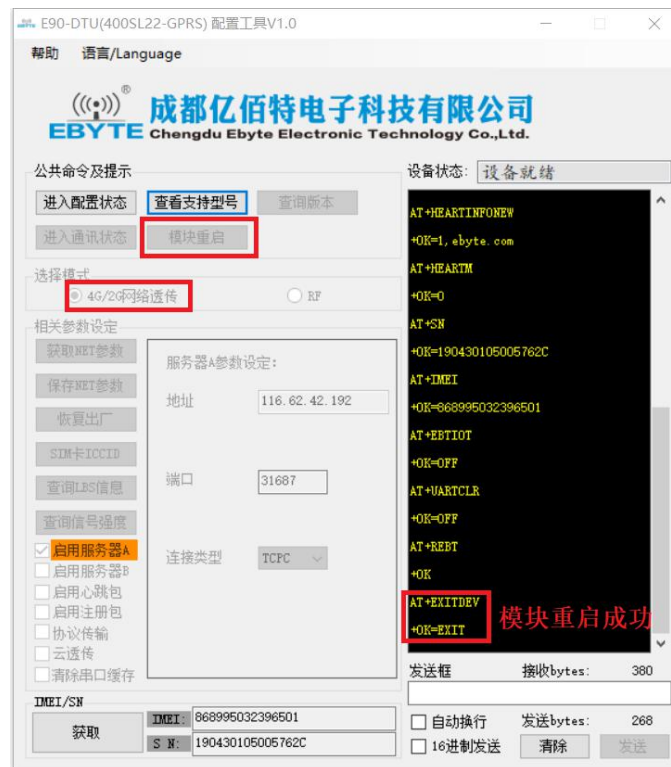 E90-DTU(400SL22-GPRS) 配置工具V1.0
帮助 语言/Language
EBYTE
成都亿佰特电子科技有限公司
Chengdu Ebyte Electronic Technology Co.,Ltd.
公共命令及提示
进入配置状态 查看支持型号 查询版本
进入通讯状态 模块重启
选择模式
4G/2G网络透传 RF
相关参数设定
获取NET参数
保存NET参数
恢复出厂
SIM卡ICCID
查询LBS信息
查询信号强度
启用服务器A
启用服务器B
启用心跳包
启用注册包
协议传输
云透传
清除串口缓存
服务器A参数设定:
地址 116.62.42.192
端口 31687
连接类型 TCPC
IMEI/SN
获取
IMEI: 868995032396501
S N: 190430105005762C
设备状态: 设备就绪
AT+HEARTINFONEW
+OK=1,ebyte.com
AT+HEARTM
+OK=0
AT+SN
+OK=190430105005762C
AT+IMEI
+OK=868995032396501
AT+EBTIOT
+OK=OFF
AT+UARTCLR
+OK=OFF
AT+REBT
+OK
AT+EXITDEV
+OK=EXIT
模块重启成功
发送框 接收bytes: 380
自动换行 发送bytes: 268
16进制发送 清除 发送